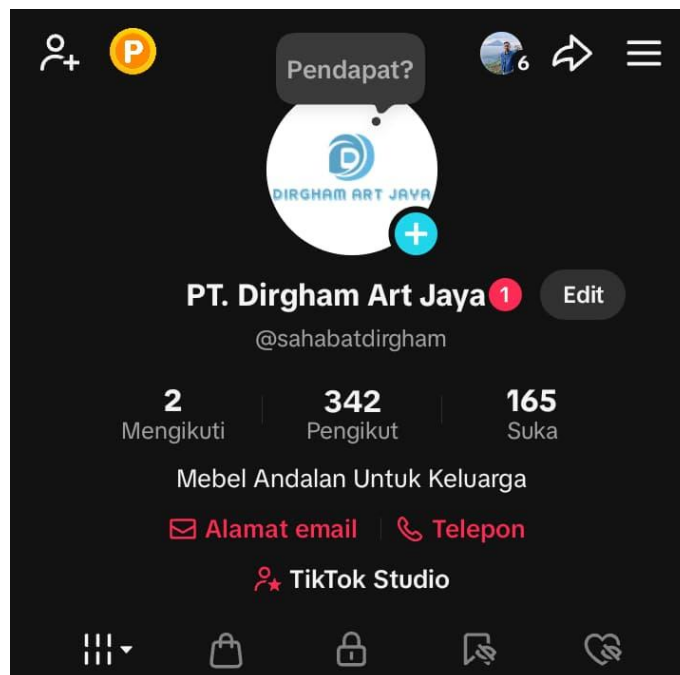 P
Pendapat?
6
DIRGHAM ART JAYA
PT. Dirgham Art Jaya 1 Edit
@sahabatdirgham
2 342 165
Mengikuti Pengikut Suka
Mebel Andalan Untuk Keluarga
Alamat email Telepon
TikTok Studio